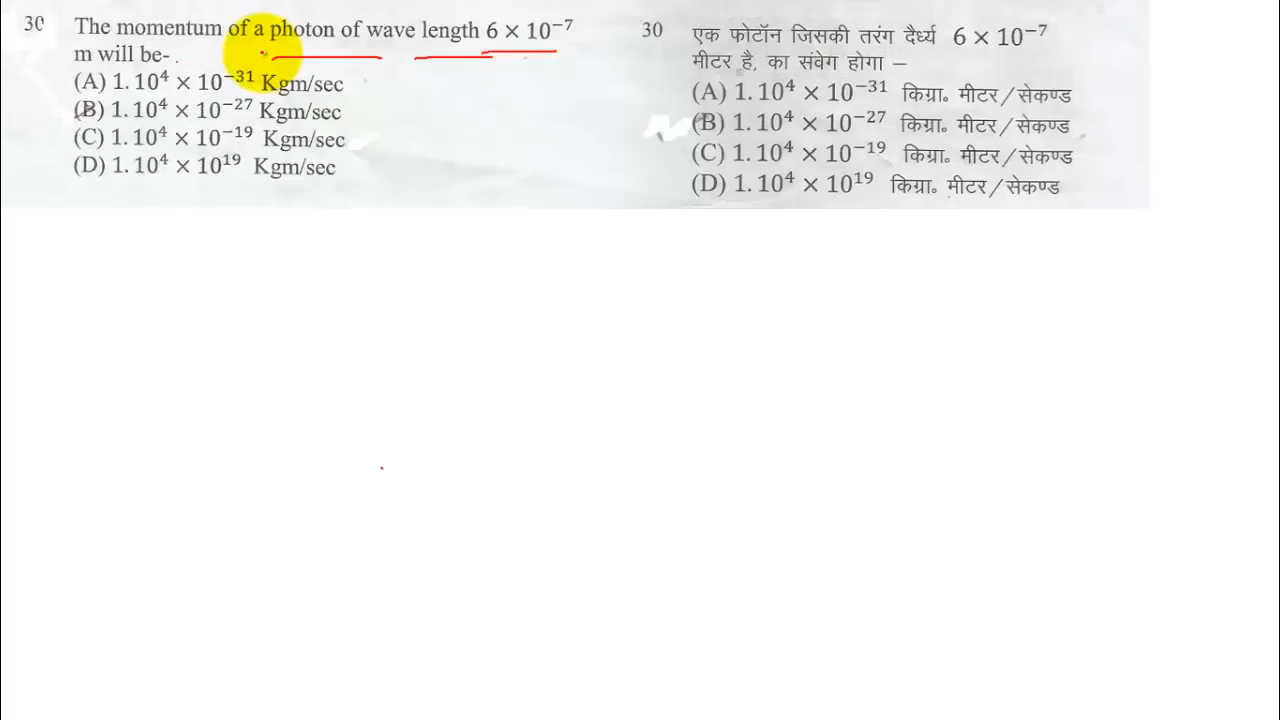 30 The momentum of a photon of wave length 6 × 10⁻⁷
m will be-
(A) 1. 10⁴ × 10⁻³¹ Kgm/sec
(B) 1. 10⁴ × 10⁻²⁷ Kgm/sec
(C) 1. 10⁴ × 10⁻¹⁹ Kgm/sec
(D) 1. 10⁴ × 10¹⁹ Kgm/sec
30 एक फोटॉन जिसकी तरंग दैर्ध्य 6 × 10⁻⁷
मीटर है, का संवेग होगा –
(A) 1. 10⁴ × 10⁻³¹ किग्रा. मीटर/सेकण्ड
(B) 1. 10⁴ × 10⁻²⁷ किग्रा. मीटर/सेकण्ड
(C) 1. 10⁴ × 10⁻¹⁹ किग्रा. मीटर/सेकण्ड
(D) 1. 10⁴ × 10¹⁹ किग्रा. मीटर/सेकण्ड